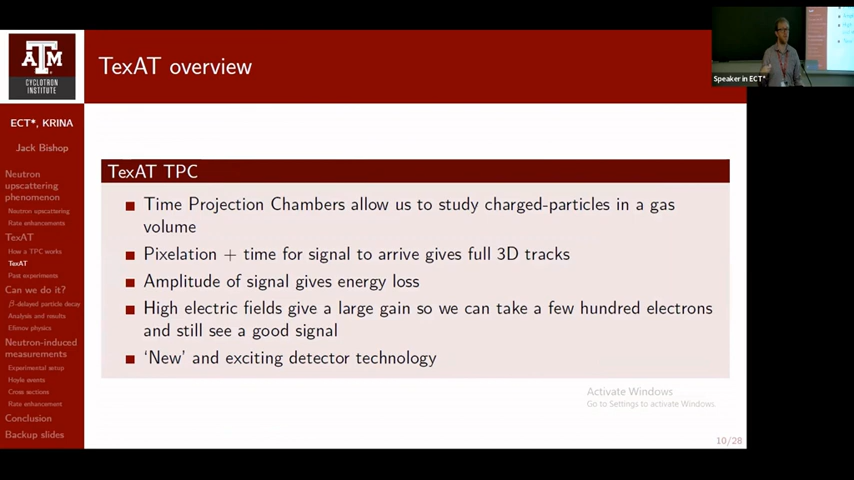 TexAT overview
Speaker in ECT*
ATM
CYCLOTRON
INSTITUTE
ECT*, KRINA
Jack Bishop
Neutron
upscattering
phenomenon
Neutron upscattering
Rate enhancements
TexAT
How a TPC works
TexAT
Past experiments
Can we do it?
β-delayed particle decay
Analysis and results
Efimov physics
Neutron-induced
measurements
Experimental setup
Hoyle events
Cross sections
Rate enhancement
Conclusion
Backup slides
TexAT TPC
Time Projection Chambers allow us to study charged-particles in a gas
volume
Pixelation + time for signal to arrive gives full 3D tracks
Amplitude of signal gives energy loss
High electric fields give a large gain so we can take a few hundred electrons
and still see a good signal
‘New’ and exciting detector technology
Activate Windows
Go to Settings to activate Windows.
10/28